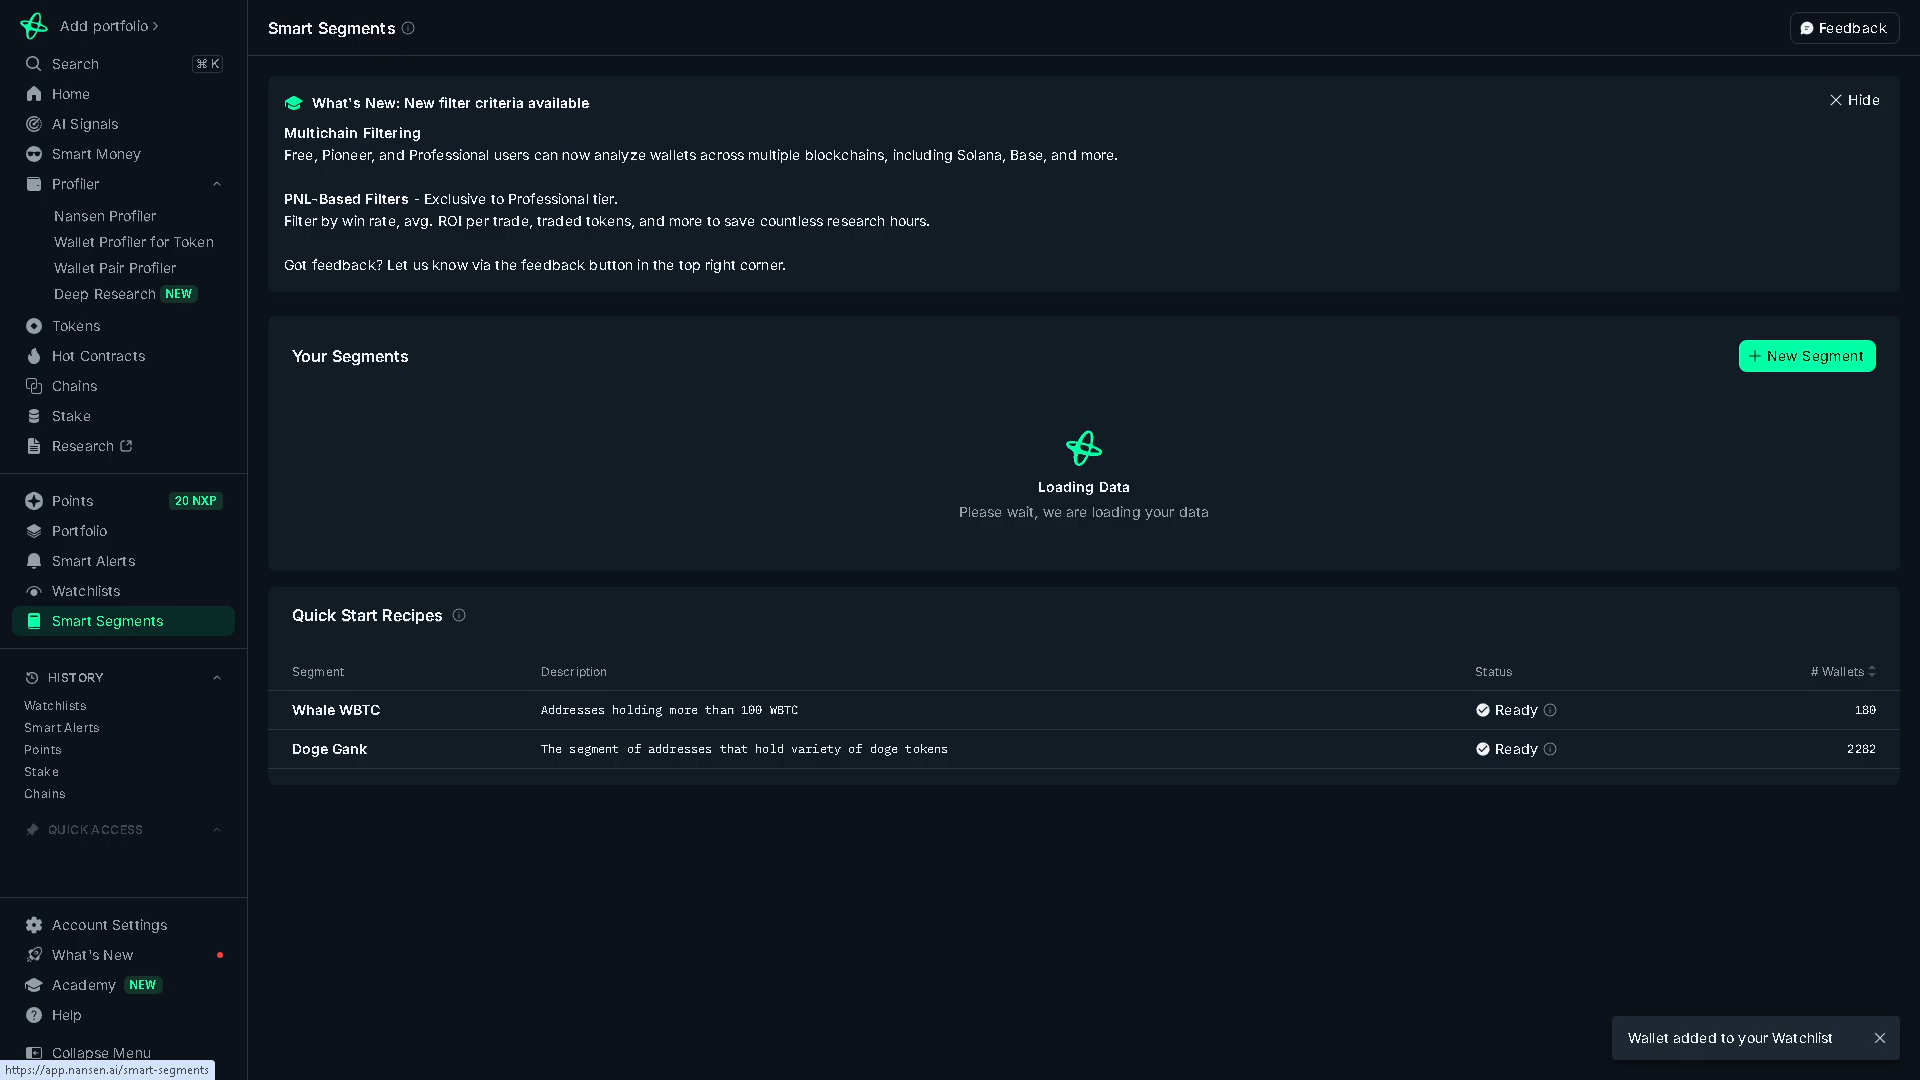 Add portfolio
Search
⌘ K
Home
AI Signals
Smart Money
Profiler
Nansen Profiler
Wallet Profiler for Token
Wallet Pair Profiler
Deep Research NEW
Tokens
Hot Contracts
Chains
Stake
Research
Points
20 NXP
Portfolio
Smart Alerts
Watchlists
Smart Segments
HISTORY
Watchlists
Smart Alerts
Points
Stake
Chains
QUICK ACCESS
Account Settings
What's New
Academy NEW
Help
Collapse Menu
https://app.nansen.ai/smart-segments
Smart Segments
Feedback
What's New: New filter criteria available
Hide
Multichain Filtering
Free, Pioneer, and Professional users can now analyze wallets across multiple blockchains, including Solana, Base, and more.
PNL-Based Filters - Exclusive to Professional tier.
Filter by win rate, avg. ROI per trade, traded tokens, and more to save countless research hours.
Got feedback? Let us know via the feedback button in the top right corner.
Your Segments
+ New Segment
Loading Data
Please wait, we are loading your data
Quick Start Recipes
Segment Description Status # Wallets
Whale WBTC Addresses holding more than 100 WBTC Ready 180
Doge Gank The segment of addresses that hold variety of doge tokens Ready 2282
Wallet added to your Watchlist